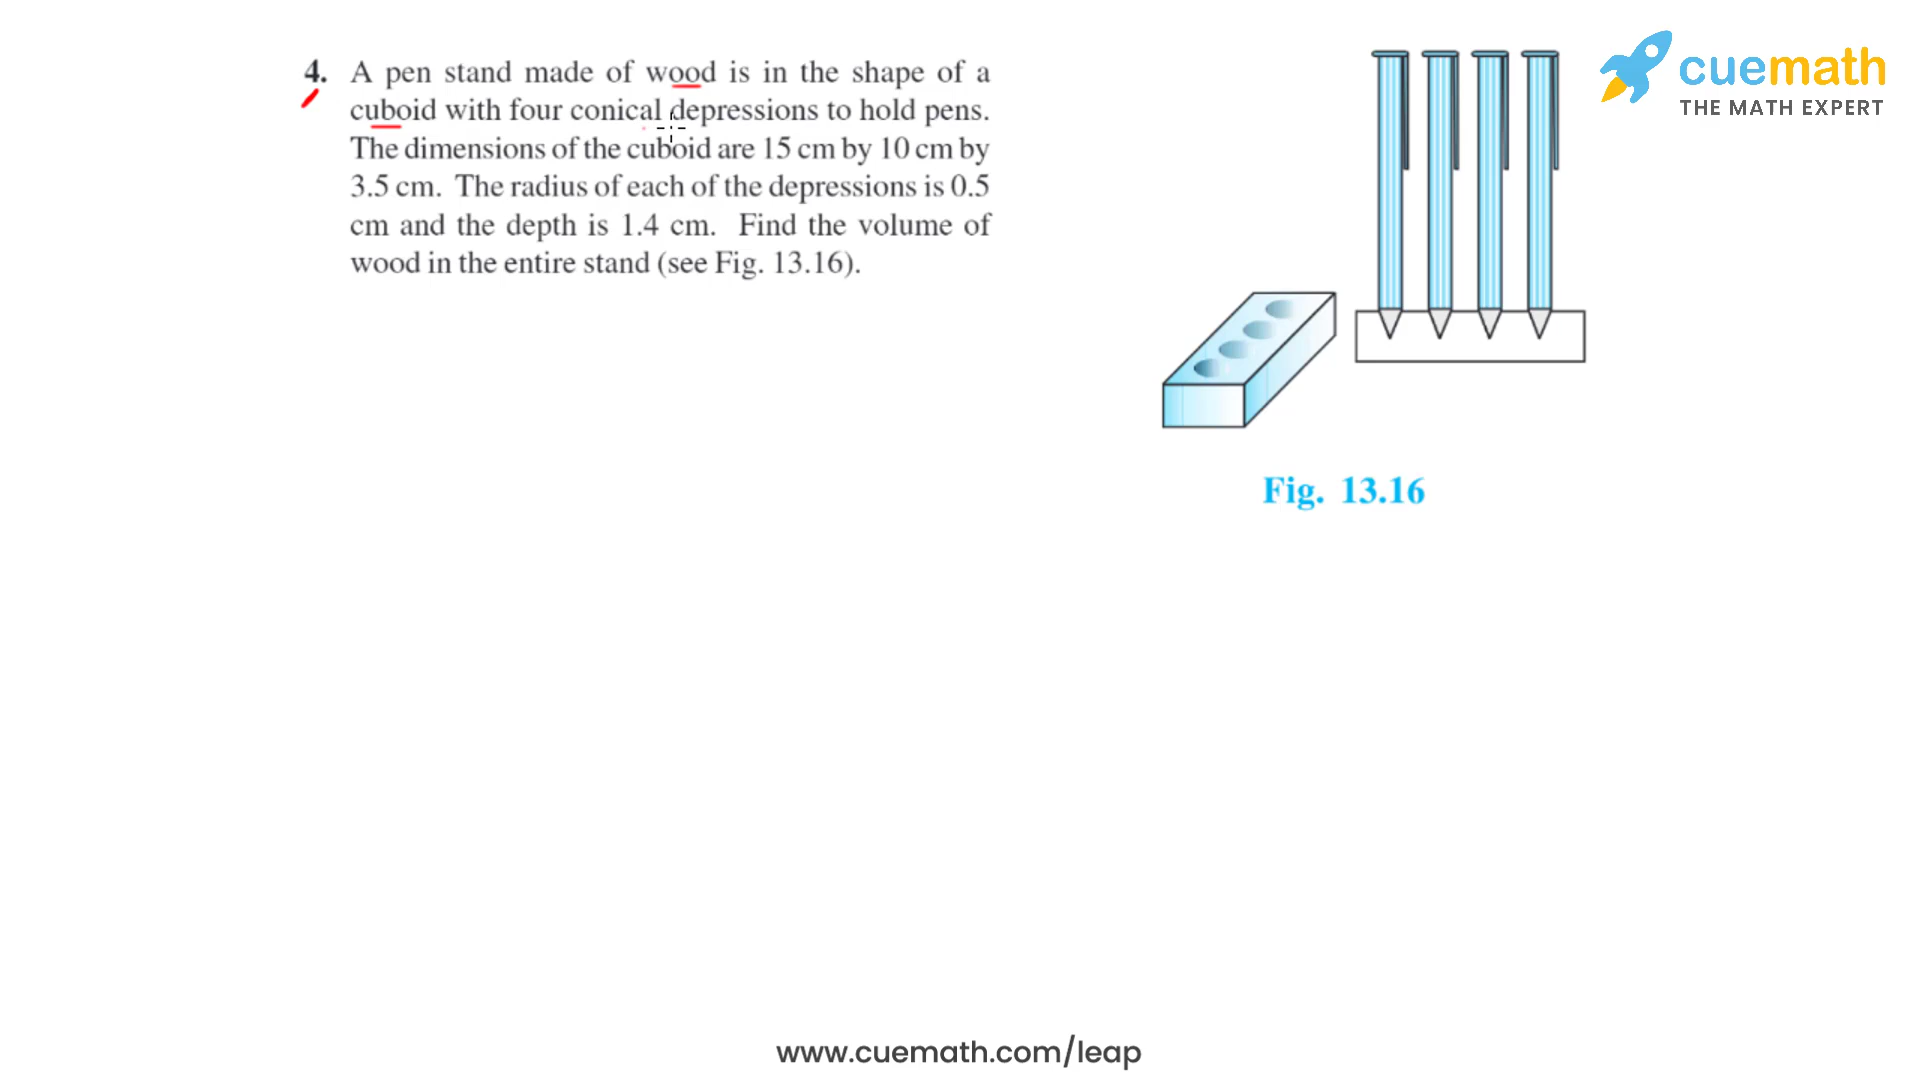 4. A pen stand made of wood is in the shape of a
cuboid with four conical depressions to hold pens.
The dimensions of the cuboid are 15 cm by 10 cm by
3.5 cm. The radius of each of the depressions is 0.5
cm and the depth is 1.4 cm. Find the volume of
wood in the entire stand (see Fig. 13.16).
cuemath
THE MATH EXPERT
Fig. 13.16
www.cuemath.com/leap